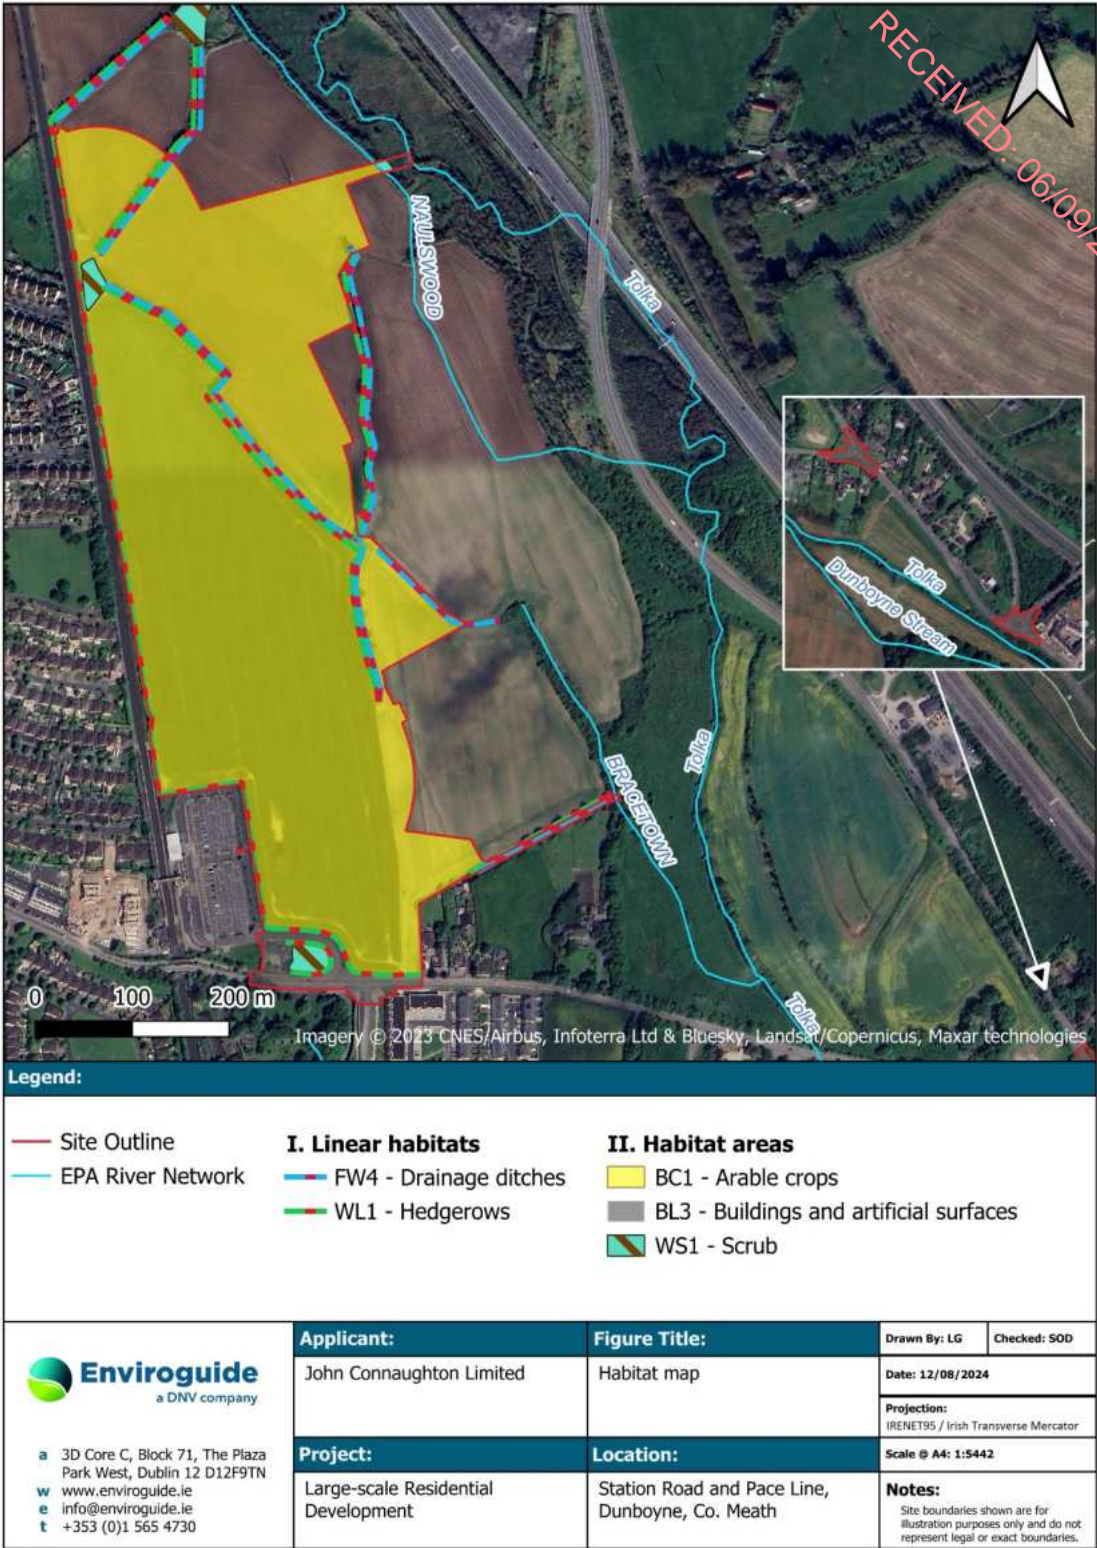 RECEIVED: 06/09/2
NAULSWOOD
Tolka
Tolka
Dunboyne Stream
Tolka
BRACETOWN
Tolka
0 100 200 m
Imagery © 2023 CNES/Airbus, Infoterra Ltd & Bluesky, Landsat/Copernicus, Maxar technologies
Legend:
Site Outline
EPA River Network
I. Linear habitats
FW4 - Drainage ditches
WL1 - Hedgerows
II. Habitat areas
BC1 - Arable crops
BL3 - Buildings and artificial surfaces
WS1 - Scrub
Enviroguide
a DNV company
a 3D Core C, Block 71, The Plaza
Park West, Dublin 12 D12F9TN
w www.enviroguide.ie
e info@enviroguide.ie
t +353 (0)1 565 4730
Applicant:
John Connaughton Limited
Figure Title:
Habitat map
Project:
Large-scale Residential
Development
Location:
Station Road and Pace Line,
Dunboyne, Co. Meath
Drawn By: LG
Checked: SOD
Date: 12/08/2024
Projection:
IRENET95 / Irish Transverse Mercator
Scale @ A4: 1:5442
Notes:
Site boundaries shown are for
illustration purposes only and do not
represent legal or exact boundaries.